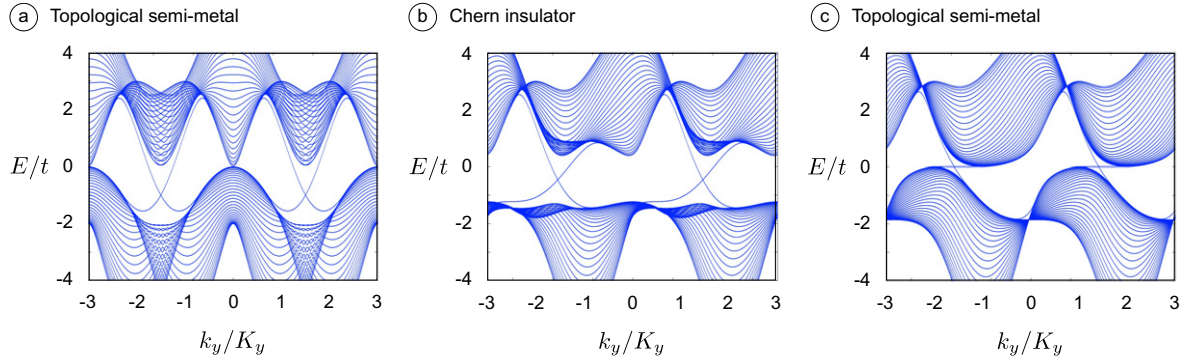 a Topological semi-metal
4
2
E/t 0
-2
-4
-3 -2 -1 0 1 2 3
k_y/K_y
b Chern insulator
4
2
E/t 0
-2
-4
-3 -2 -1 0 1 2 3
k_y/K_y
c Topological semi-metal
4
2
E/t 0
-2
-4
-3 -2 -1 0 1 2 3
k_y/K_y